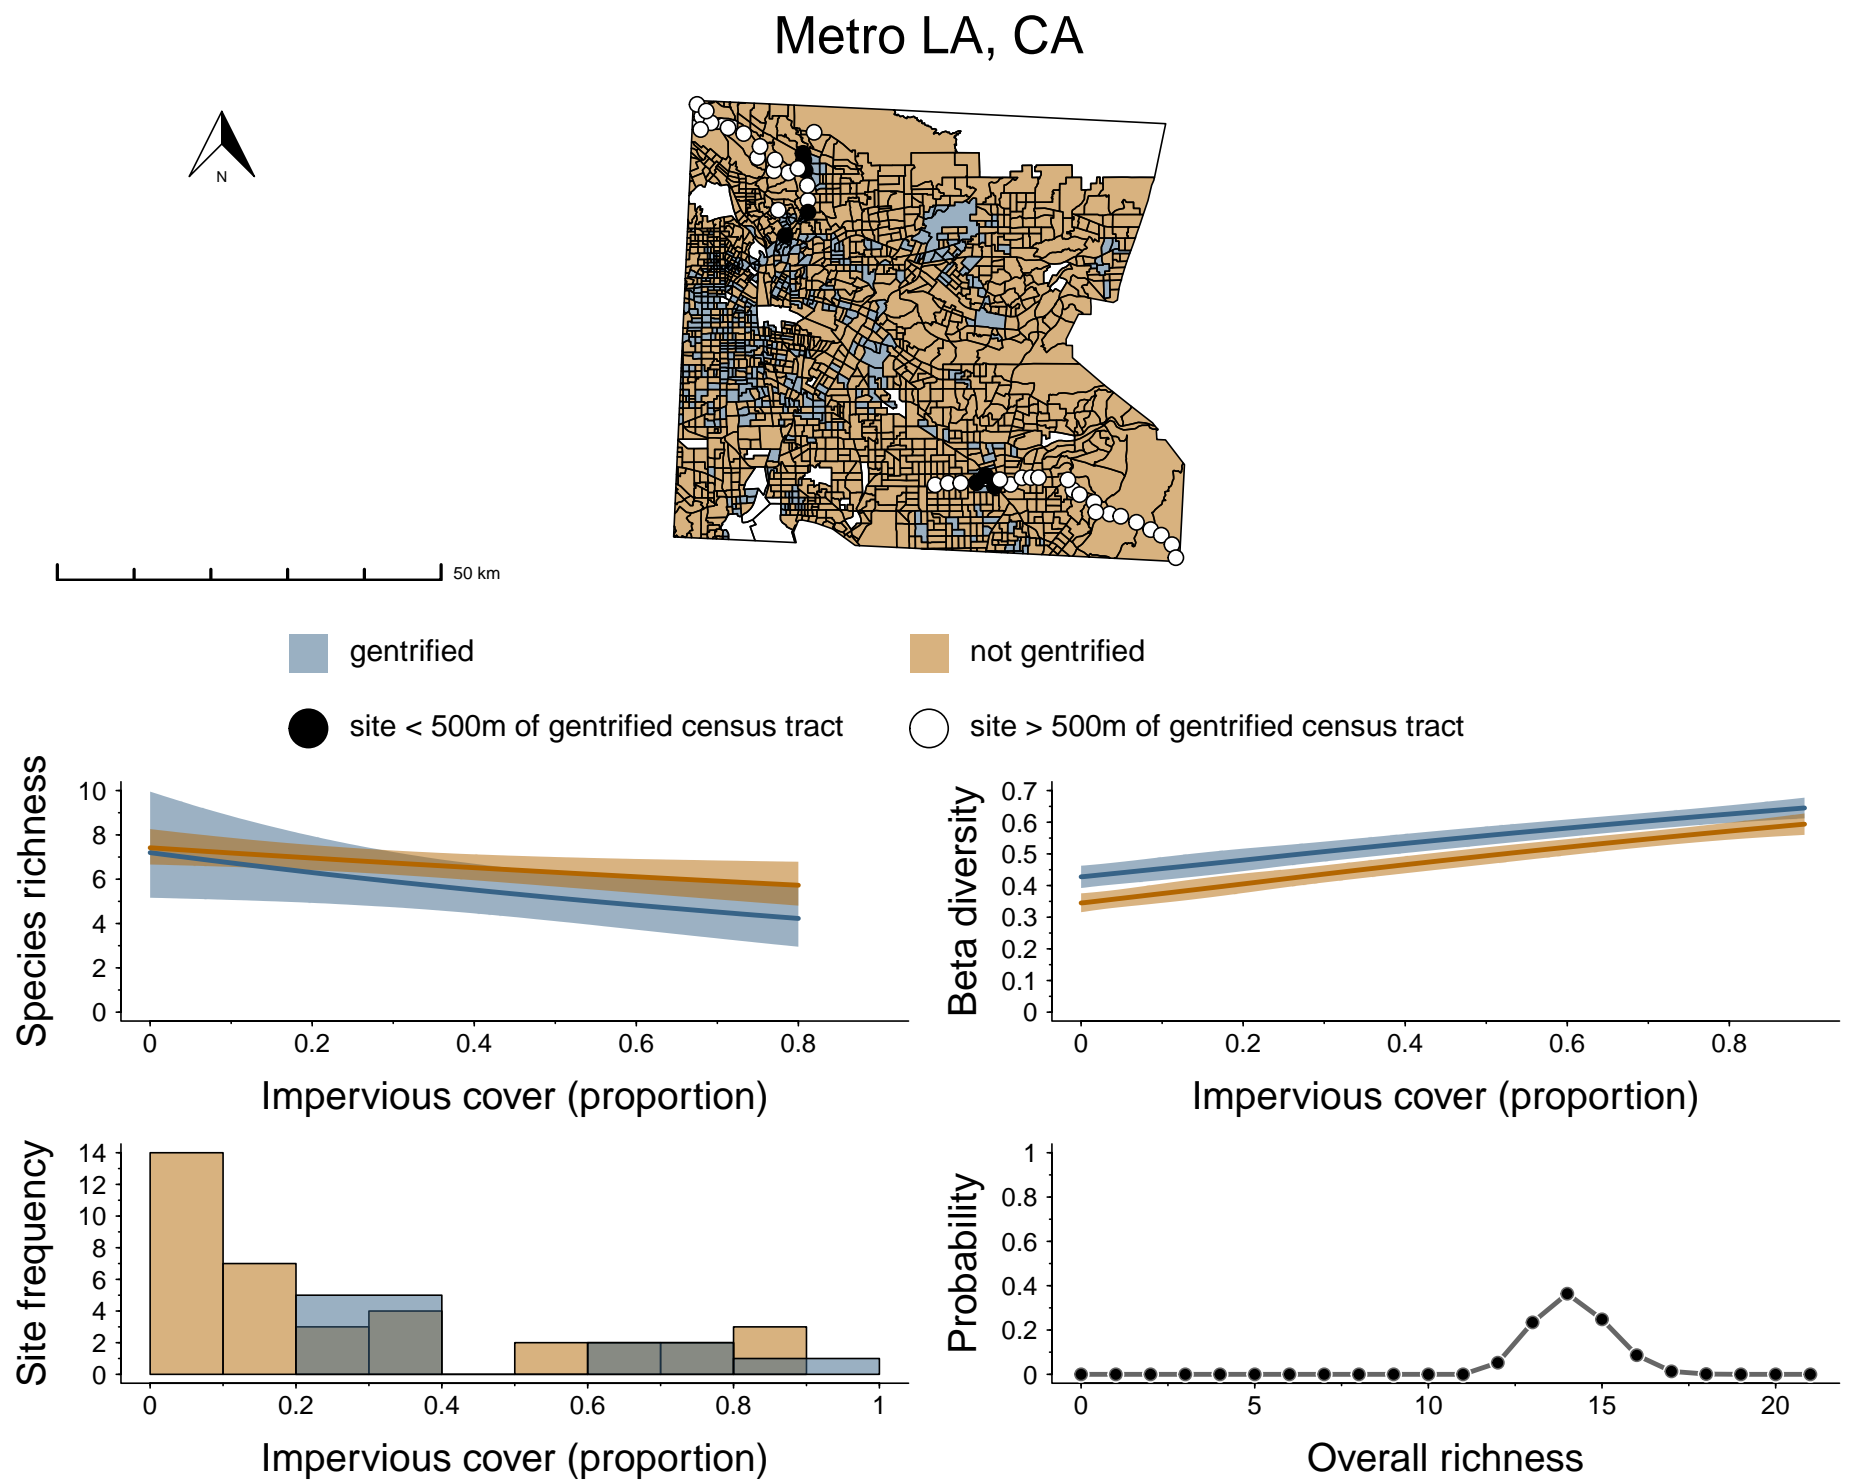 Metro LA, CA
N
50 km
gentrified
not gentrified
site < 500m of gentrified census tract
site > 500m of gentrified census tract
Species richness
10
8
6
4
2
0
0 0.2 0.4 0.6 0.8
Impervious cover (proportion)
Beta diversity
0.7
0.6
0.5
0.4
0.3
0.2
0.1
0
0 0.2 0.4 0.6 0.8
Impervious cover (proportion)
Site frequency
14
12
10
8
6
4
2
0
0 0.2 0.4 0.6 0.8 1
Impervious cover (proportion)
Probability
1
0.8
0.6
0.4
0.2
0
0 5 10 15 20
Overall richness